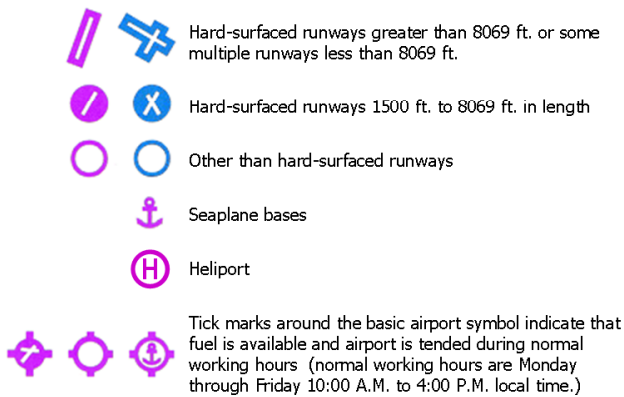 Hard-surfaced runways greater than 8069 ft. or some
multiple runways less than 8069 ft.
Hard-surfaced runways 1500 ft. to 8069 ft. in length
Other than hard-surfaced runways
Seaplane bases
H
Heliport
Tick marks around the basic airport symbol indicate that
fuel is available and airport is tended during normal
working hours (normal working hours are Monday
through Friday 10:00 A.M. to 4:00 P.M. local time.)